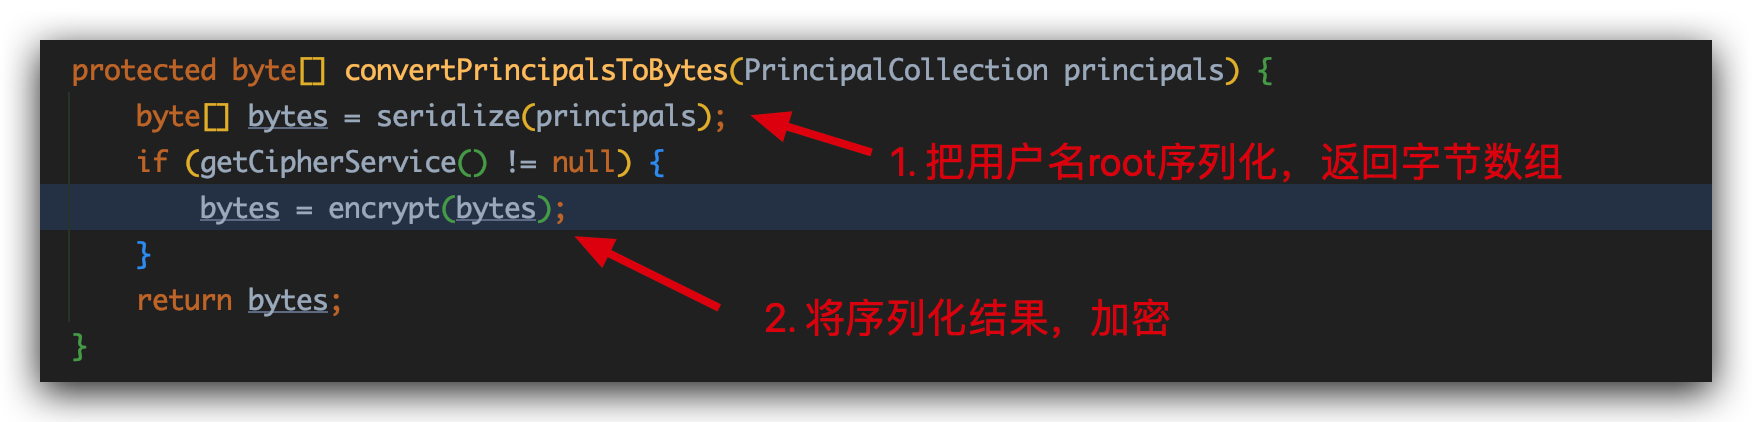 protected byte[] convertPrincipalsToBytes(PrincipalCollection principals) {
byte[] bytes = serialize(principals);
1. 把用户名root序列化，返回字节数组
if (getCipherService() != null) {
bytes = encrypt(bytes);
}
2. 将序列化结果，加密
return bytes;
}